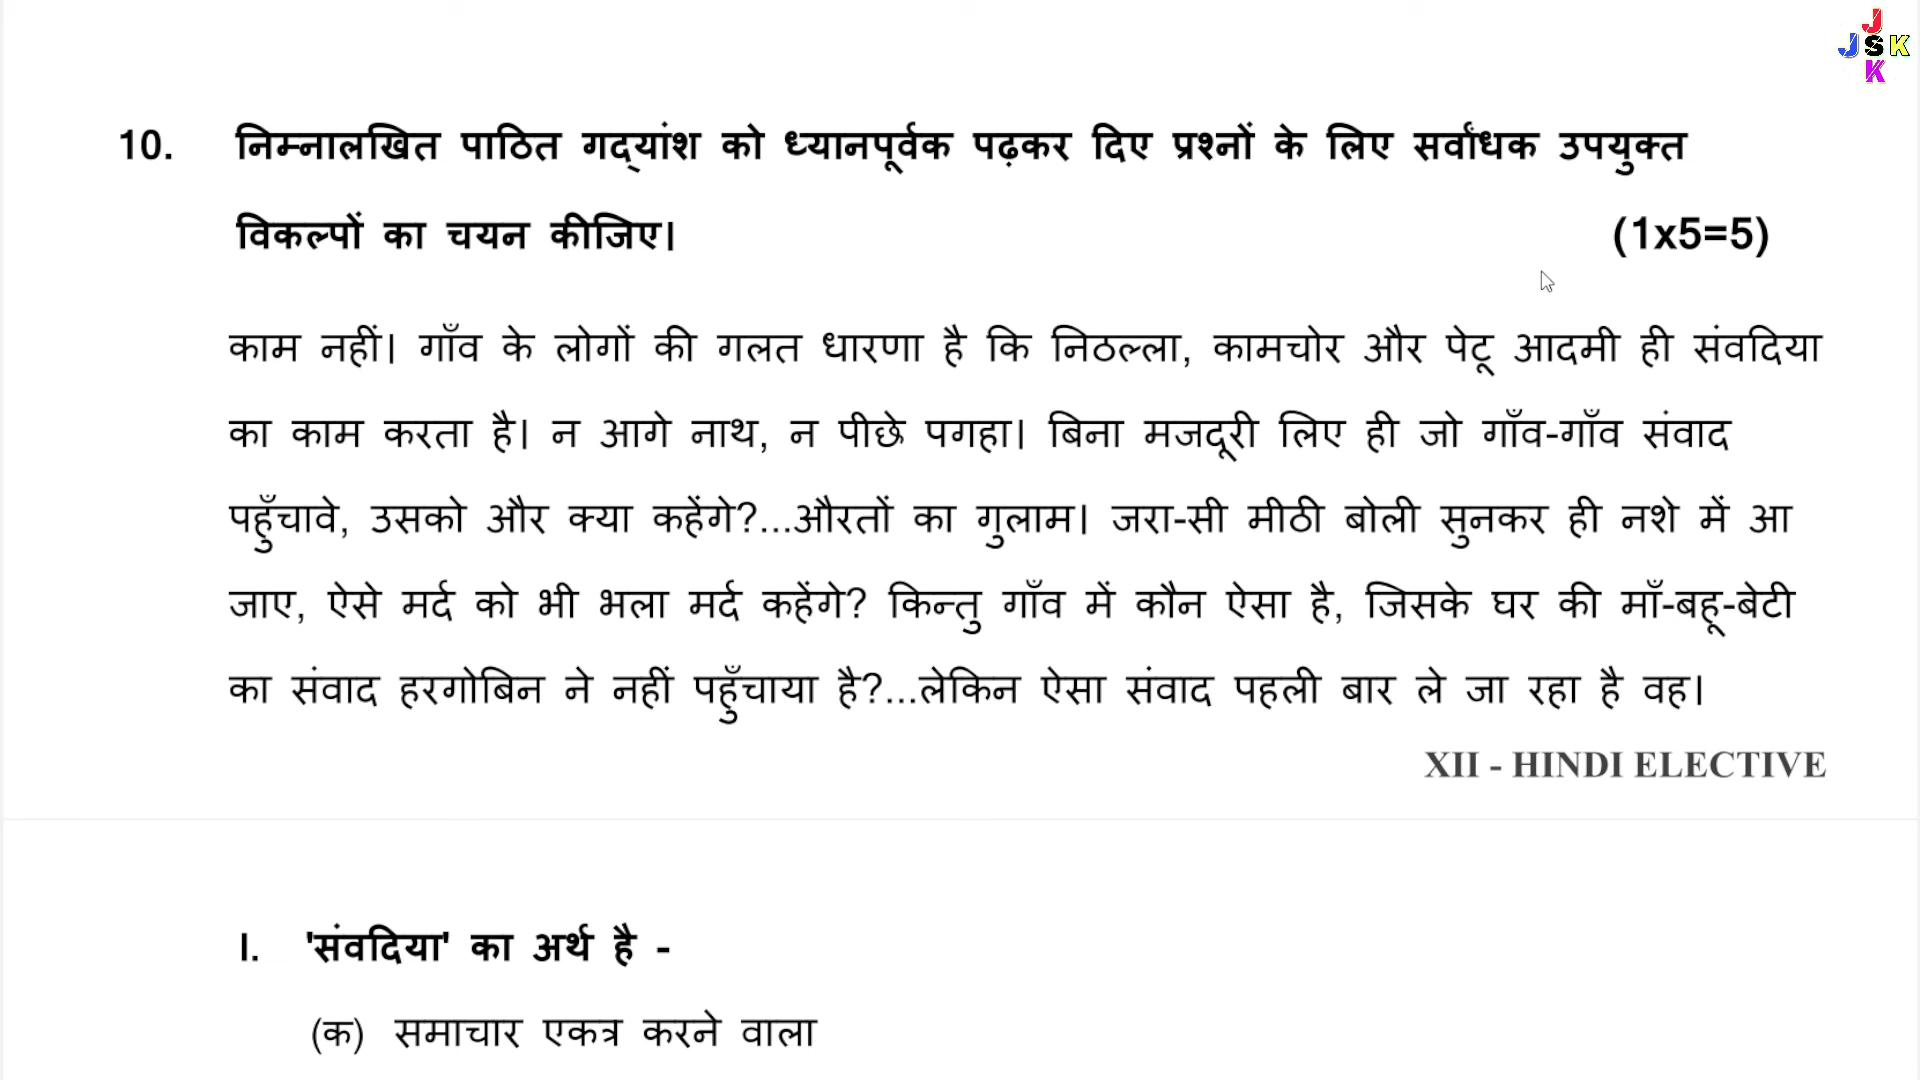 J
JSK
K
10. निम्नालखित पाठित गद्यांश को ध्यानपूर्वक पढ़कर दिए प्रश्नों के लिए सर्वाधक उपयुक्त
विकल्पों का चयन कीजिए। (1x5=5)
काम नहीं। गाँव के लोगों की गलत धारणा है कि निठल्ला, कामचोर और पेटू आदमी ही संवदिया
का काम करता है। न आगे नाथ, न पीछे पगहा। बिना मजदूरी लिए ही जो गाँव-गाँव संवाद
पहुँचावे, उसको और क्या कहेंगे?...औरतों का गुलाम। जरा-सी मीठी बोली सुनकर ही नशे में आ
जाए, ऐसे मर्द को भी भला मर्द कहेंगे? किन्तु गाँव में कौन ऐसा है, जिसके घर की माँ-बहू-बेटी
का संवाद हरगोबिन ने नहीं पहुँचाया है?...लेकिन ऐसा संवाद पहली बार ले जा रहा है वह।
XII - HINDI ELECTIVE
I. 'संवदिया' का अर्थ है -
(क) समाचार एकत्र करने वाला